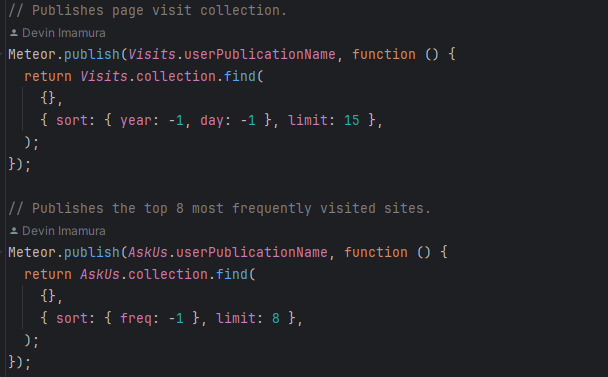 // Publishes page visit collection.
Devin Imamura
Meteor.publish(Visits.userPublicationName, function () {
  return Visits.collection.find(
    {},
    { sort: { year: -1, day: -1 }, limit: 15 },
  );
});
// Publishes the top 8 most frequently visited sites.
Devin Imamura
Meteor.publish(AskUs.userPublicationName, function () {
  return AskUs.collection.find(
    {},
    { sort: { freq: -1 }, limit: 8 },
  );
});